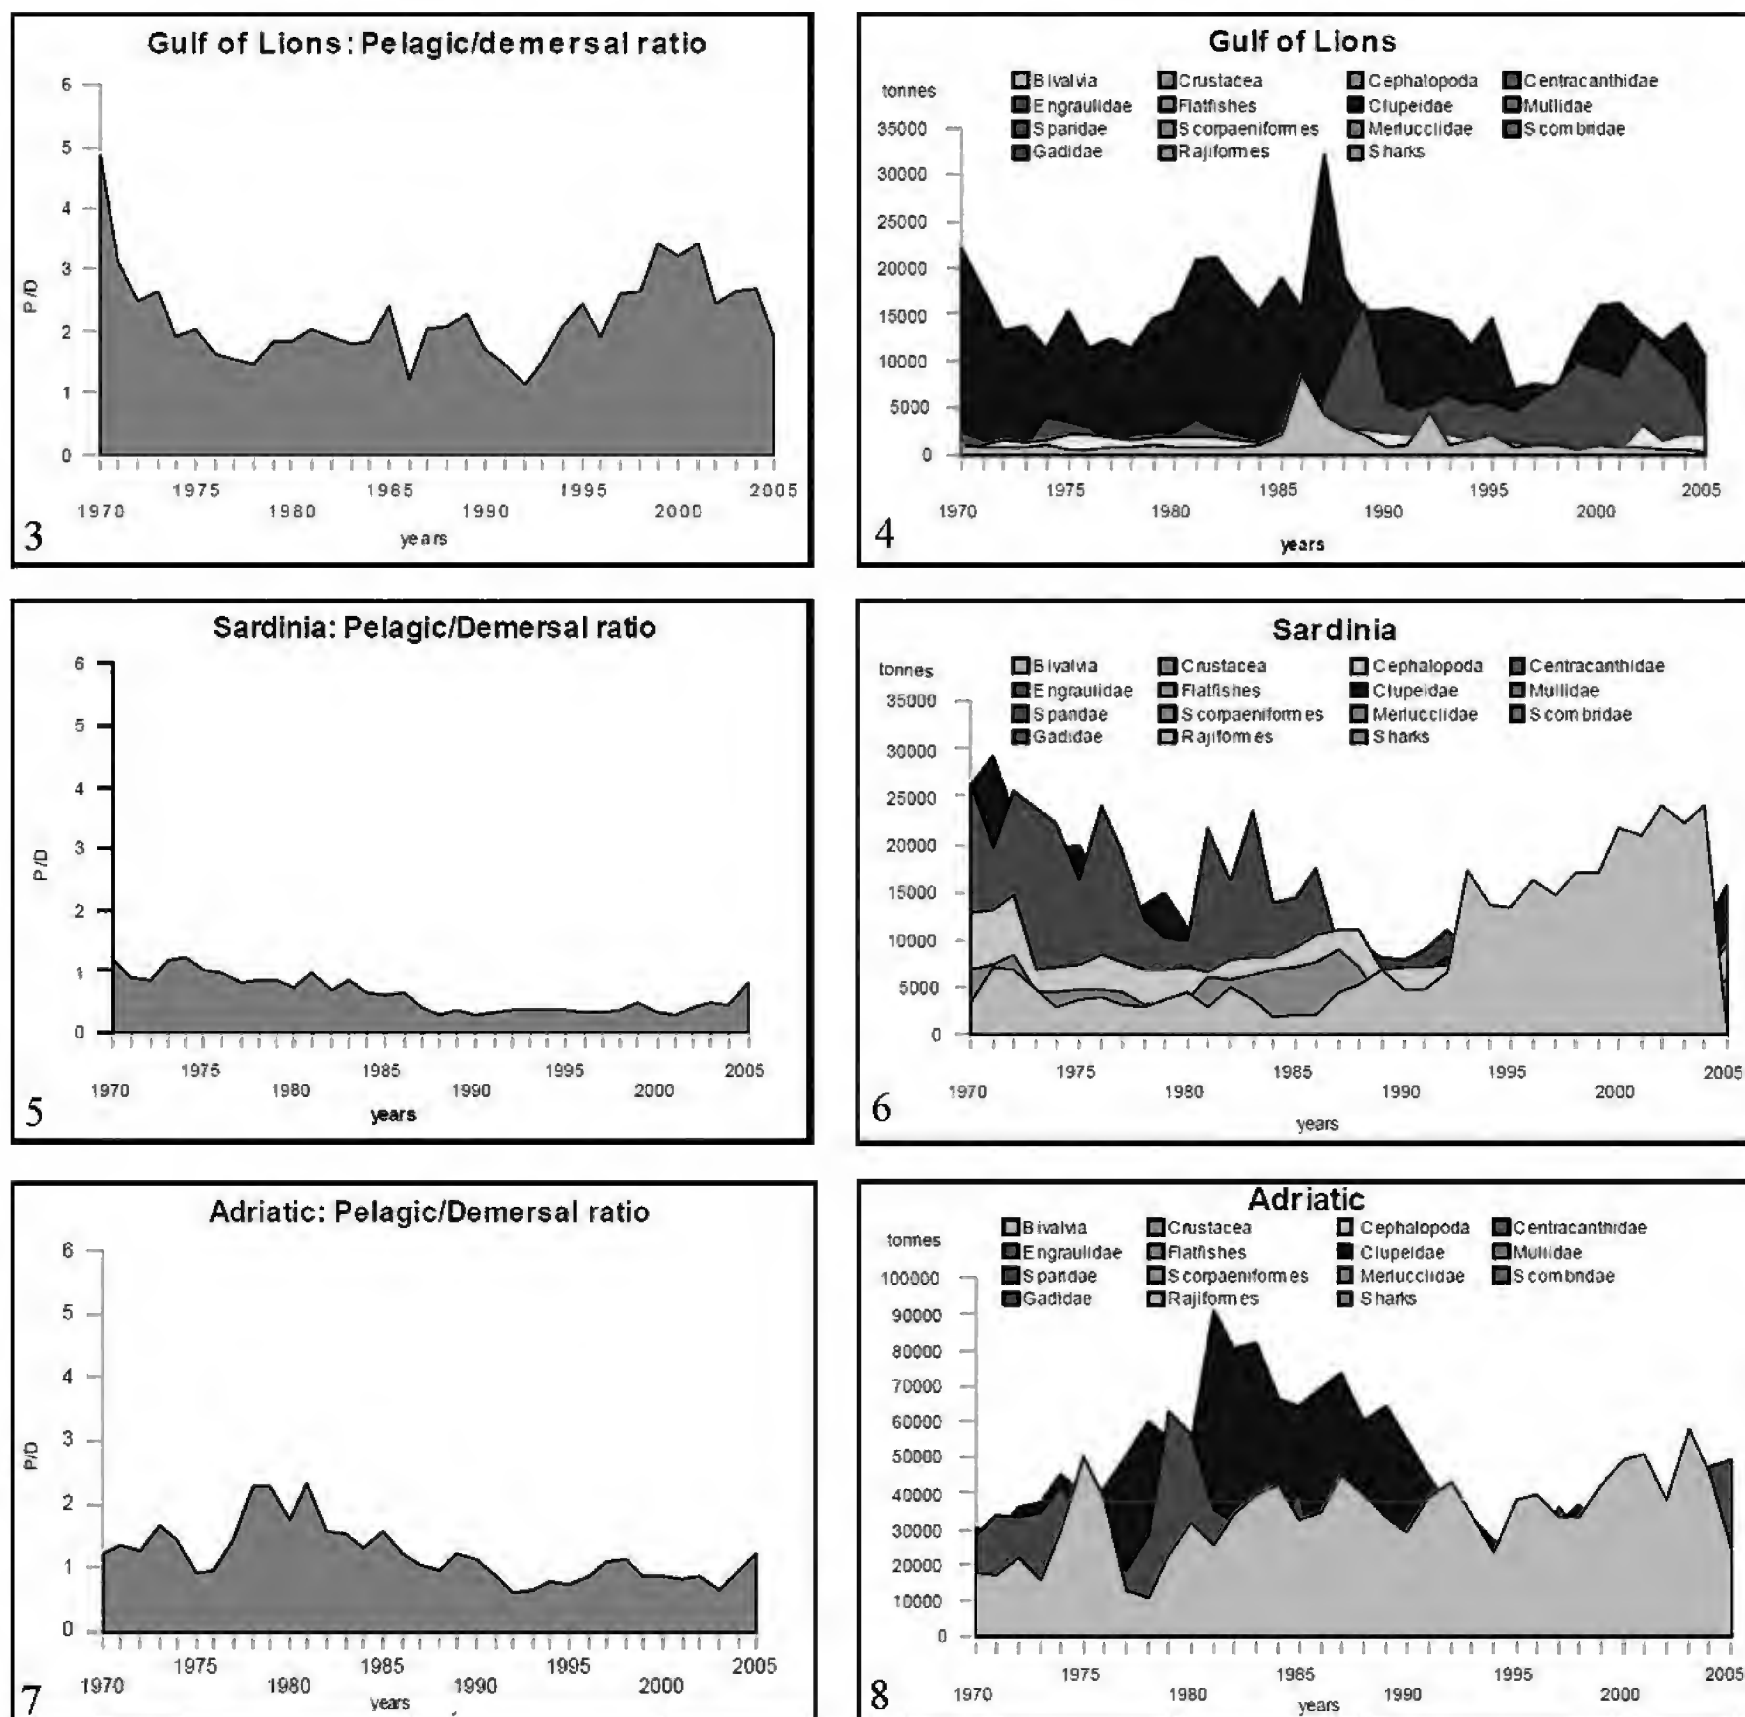 Gulf of Lions: Pelagic/demersal ratio
6
5
4
3
2
1
0
P/D
1975 1985 1995 2005
1970 1980 1990 2000
years
3
Gulf of Lions
tonnes
Bivalvia Crustacea Cephalopoda Centracanthidae
Engraulidae Flatfishes Clupeidae Mullidae
Sparidae Scorpaeniformes Merlucciidae Scombridae
Gadidae Rajiformes Sharks
35000
30000
25000
20000
15000
10000
5000
0
1975 1985 1995 2005
1970 1980 1990 2000
years
4
Sardinia: Pelagic/Demersal ratio
6
5
4
3
2
1
0
P/D
1975 1985 1995 2005
1970 1980 1990 2000
years
5
Sardinia
tonnes
Bivalvia Crustacea Cephalopoda Centracanthidae
Engraulidae Flatfishes Clupeidae Mullidae
Sparidae Scorpaeniformes Merlucciidae Scombridae
Gadidae Rajiformes Sharks
35000
30000
25000
20000
15000
10000
5000
0
1975 1985 1995 2005
1970 1980 1990 2000
years
6
Adriatic: Pelagic/Demersal ratio
6
5
4
3
2
1
0
P/D
1975 1985 1995 2005
1970 1980 1990 2000
years
7
Adriatic
tonnes
Bivalvia Crustacea Cephalopoda Centracanthidae
Engraulidae Flatfishes Clupeidae Mullidae
Sparidae Scorpaeniformes Merlucciidae Scombridae
Gadidae Rajiformes Sharks
100000
90000
80000
70000
60000
50000
40000
30000
20000
10000
0
1975 1985 1995 2005
1970 1980 1990 2000
years
8